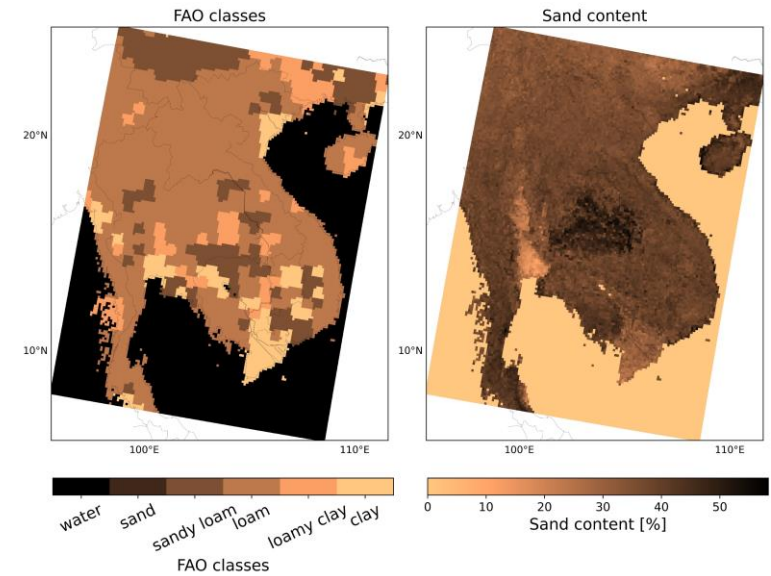 FAO classes
Sand content
20°N
20°N
10°N
10°N
100°E
110°E
100°E
110°E
water
sand
sandy loam
loam
loamy clay
clay
FAO classes
0
10
20
30
40
50
Sand content [%]